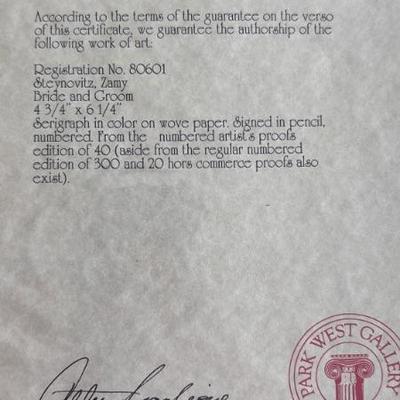 According to the terms of the guarantee on the verso
of this certificate, we guarantee the authorship of the
following work of art:
Registration No. 80601
Steynovitz, Zamy
Bride and Groom
4 3/4" x 6 1/4"
Serigraph in color on wove paper. Signed in pencil,
numbered. From the numbered artist's proofs
edition of 40 (aside from the regular numbered
edition of 300 and 20 hors commerce proofs also
exist).
PARK WEST GALLERY